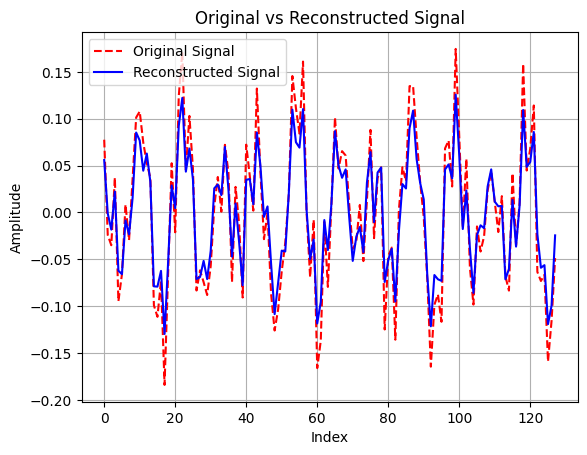 Original vs Reconstructed Signal
Original Signal
Reconstructed Signal
0.15
0.10
0.05
0.00
−0.05
−0.10
−0.15
−0.20
Amplitude
0 20 40 60 80 100 120
Index